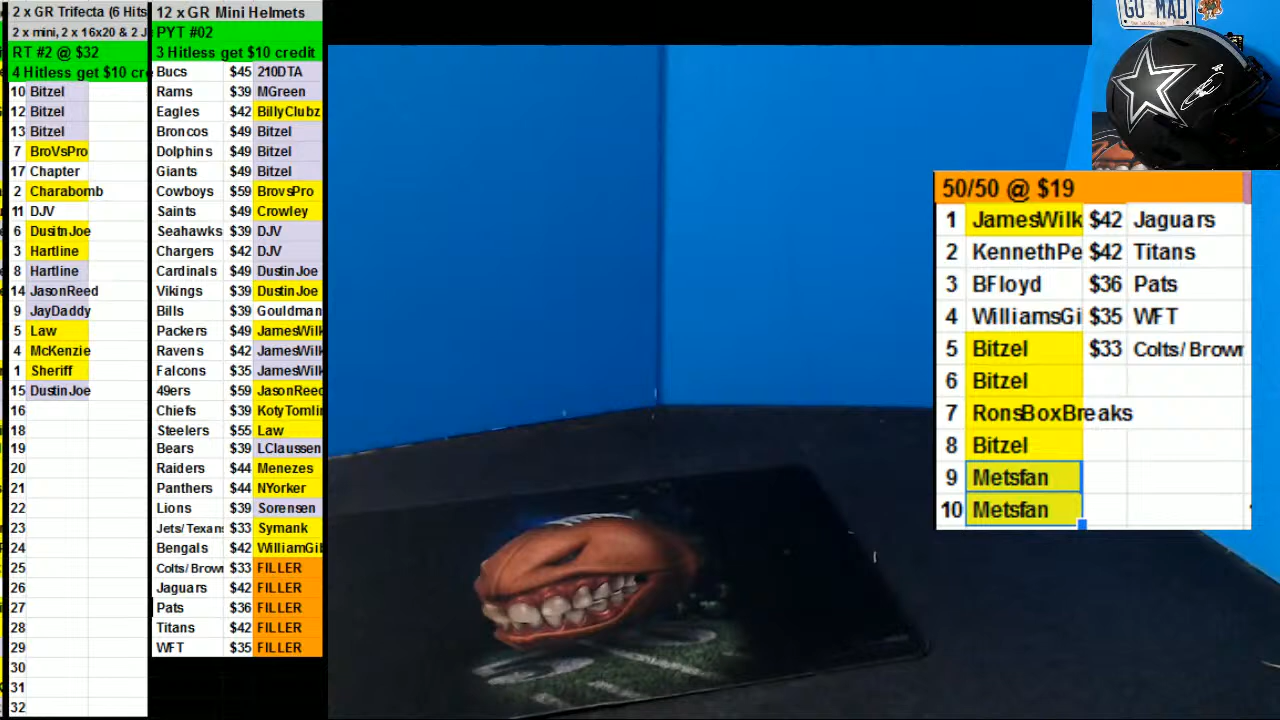 2 x GR Trifecta (6 Hits
2 x mini, 2 x 16x20 & 2 J
RT #2 @ $32
4 Hitless get $10 cre
10 Bitzel
12 Bitzel
13 Bitzel
7 BroVsPro
17 Chapter
2 Charabomb
11 DJV
6 DusitnJoe
3 Hartline
8 Hartline
14 JasonReed
9 JayDaddy
5 Law
4 McKenzie
1 Sheriff
15 DustinJoe
16
18
19
20
21
22
23
24
25
26
27
28
29
30
31
32
12 x GR Mini Helmets
PYT #02
3 Hitless get $10 credit
Bucs $45 210DTA
Rams $39 MGreen
Eagles $42 BillyClubz
Broncos $49 Bitzel
Dolphins $49 Bitzel
Giants $49 Bitzel
Cowboys $59 BrovsPro
Saints $49 Crowley
Seahawks $39 DJV
Chargers $42 DJV
Cardinals $49 DustinJoe
Vikings $39 DustinJoe
Bills $39 Gouldman
Packers $49 JamesWilk
Ravens $42 JamesWilk
Falcons $35 JamesWilk
49ers $59 JasonReed
Chiefs $39 KotyTomlin
Steelers $55 Law
Bears $39 LClaussen
Raiders $44 Menezes
Panthers $44 NYorker
Lions $39 Sorensen
Jets/ Texans $33 Symank
Bengals $42 WilliamGib
Colts/ Brown $33 FILLER
Jaguars $42 FILLER
Pats $36 FILLER
Titans $42 FILLER
WFT $35 FILLER
GO MAD
50/50 @ $19
1 JamesWilk $42 Jaguars
2 KennethPe $42 Titans
3 BFloyd $36 Pats
4 WilliamsGi $35 WFT
5 Bitzel $33 Colts/ Brown
6 Bitzel
7 RonsBoxBreaks
8 Bitzel
9 Metsfan
10 Metsfan